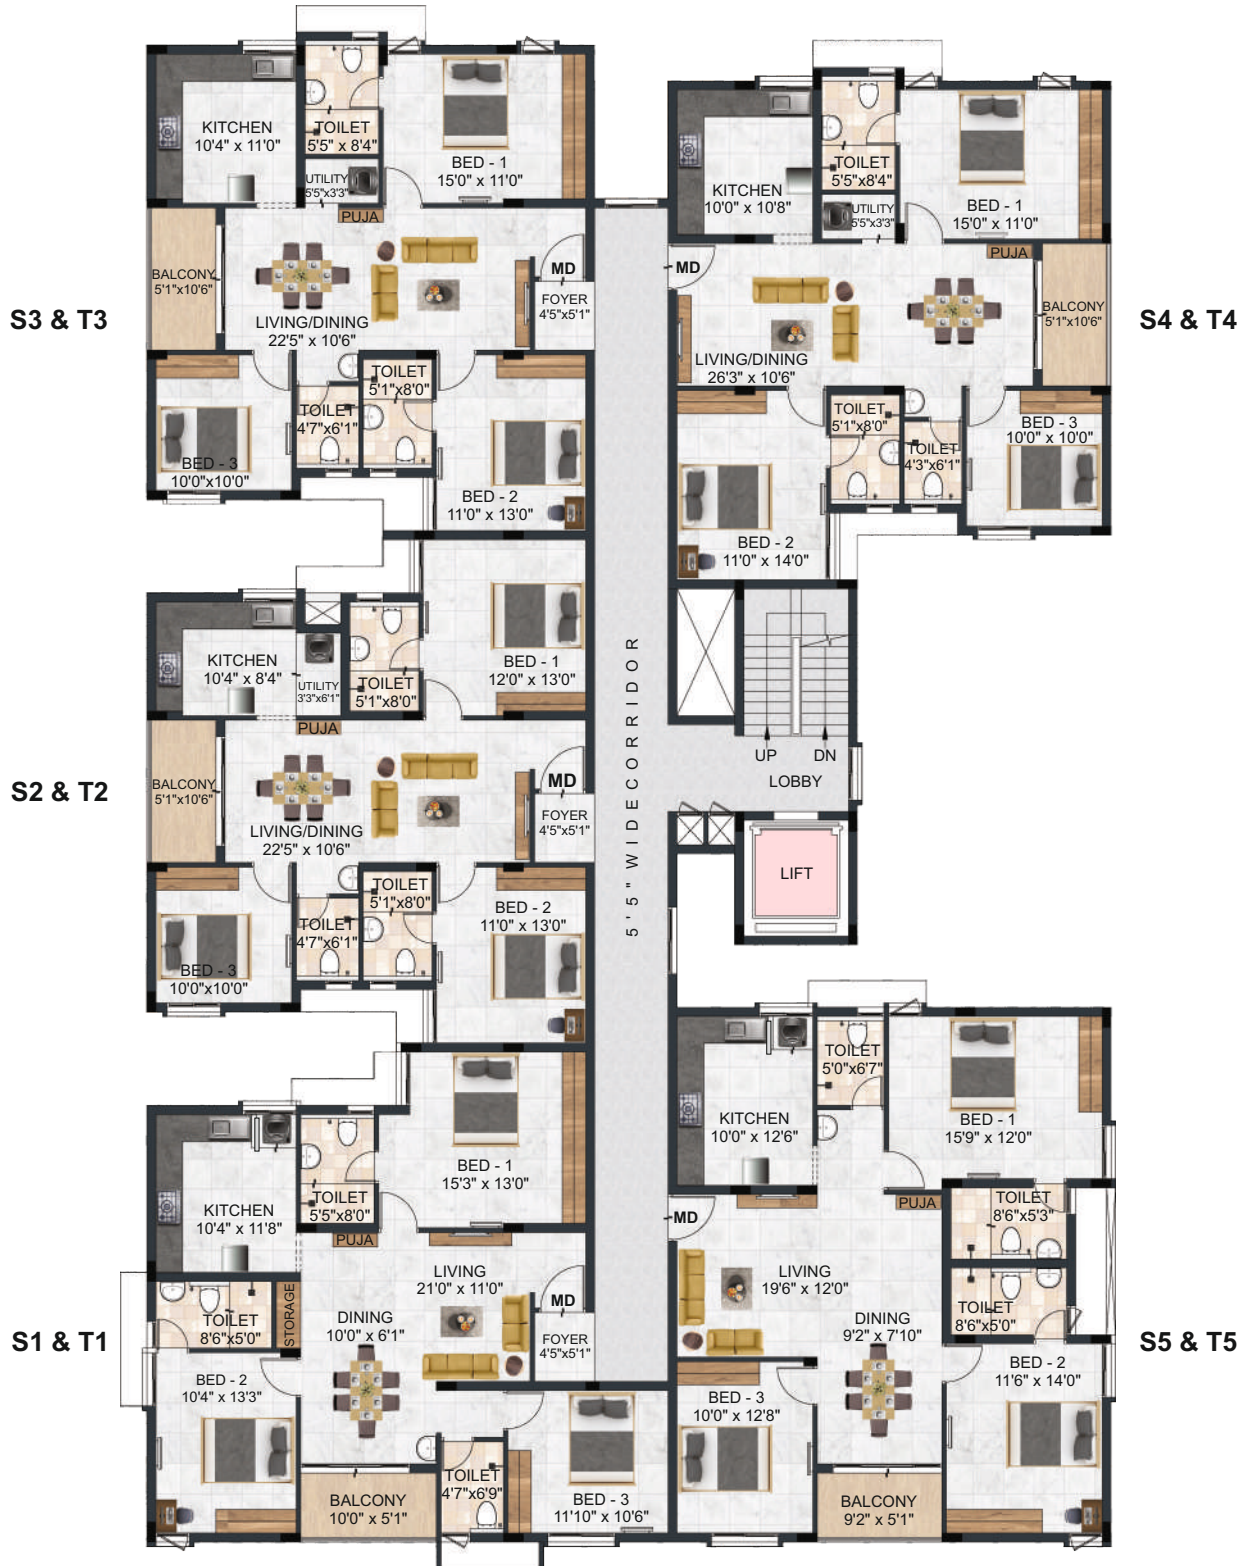 KITCHEN
10'4" x 11'0"
TOILET
5'5" x 8'4"
UTILITY
5'5"x3'3"
BED - 1
15'0" x 11'0"
PUJA
BALCONY
5'1"x10'6"
MD
FOYER
4'5"x5'1"
LIVING/DINING
22'5" x 10'6"
S3 & T3
TOILET
5'1"x8'0"
TOILET
4'7"x6'1"
BED - 3
10'0"x10'0"
BED - 2
11'0" x 13'0"
KITCHEN
10'0" x 10'8"
TOILET
5'5"x8'4"
UTILITY
5'5"x3'3"
BED - 1
15'0" x 11'0"
PUJA
MD
BALCONY
5'1"x10'6"
LIVING/DINING
26'3" x 10'6"
S4 & T4
TOILET
5'1"x8'0"
TOILET
4'3"x6'1"
BED - 3
10'0" x 10'0"
BED - 2
11'0" x 14'0"
KITCHEN
10'4" x 8'4"
UTILITY
3'3"x6'1"
TOILET
5'1"x8'0"
BED - 1
12'0" x 13'0"
PUJA
BALCONY
5'1"x10'6"
MD
FOYER
4'5"x5'1"
LIVING/DINING
22'5" x 10'6"
S2 & T2
TOILET
5'1"x8'0"
TOILET
4'7"x6'1"
BED - 3
10'0"x10'0"
BED - 2
11'0" x 13'0"
5'5" WIDECORRIDOR
UP
DN
LOBBY
LIFT
BED - 1
15'3" x 13'0"
KITCHEN
10'4" x 11'8"
TOILET
5'5"x8'0"
PUJA
LIVING
21'0" x 11'0"
MD
FOYER
4'5"x5'1"
STORAGE
TOILET
8'6"x5'0"
DINING
10'0" x 6'1"
S1 & T1
BED - 2
10'4" x 13'3"
BALCONY
10'0" x 5'1"
TOILET
4'7"x6'9"
BED - 3
11'10" x 10'6"
KITCHEN
10'0" x 12'6"
TOILET
5'0"x6'7"
BED - 1
15'9" x 12'0"
PUJA
TOILET
8'6"x5'3"
MD
LIVING
19'6" x 12'0"
TOILET
8'6"x5'0"
DINING
9'2" x 7'10"
S5 & T5
BED - 2
11'6" x 14'0"
BED - 3
10'0" x 12'8"
BALCONY
9'2" x 5'1"